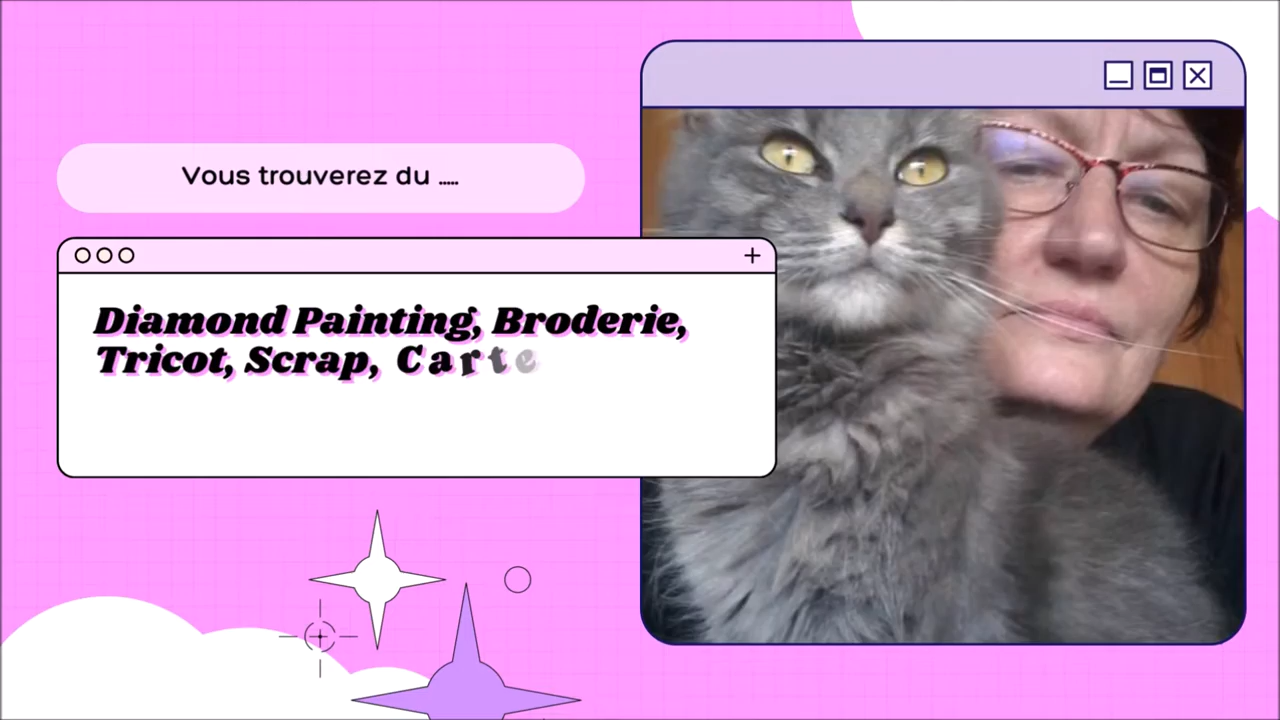 Vous trouverez du .....
Diamond Painting, Broderie,
Tricot, Scrap, Carte